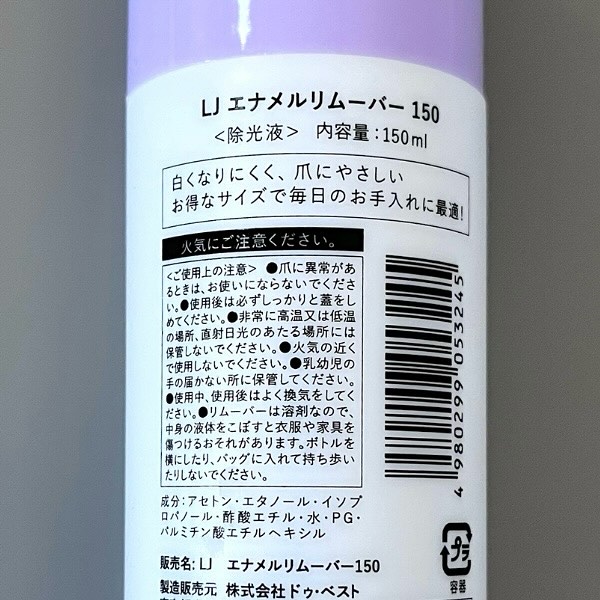 LJ エナメルリムーバー 150
<除光液> 内容量：150ml
白くなりにくく、爪にやさしい
お得なサイズで毎日のお手入れに最適!
火気にご注意ください。
<ご使用上の注意> ●爪に異常があ
るときは、お使いにならないでくださ
い。●使用後は必ずしっかりと蓋をし
めてください。●非常に高温又は低温
の場所、直射日光のあたる場所には
保管しないでください。●火気の近く
で使用しないでください。●乳幼児の
手の届かない所に保管してください。
●使用中、使用後はよく換気をしてく
ださい。●リムーバーは溶剤なので、
中身の液体をこぼすと衣服や家具を
傷つけるおそれがあります。ボトルを
横にしたり、バッグに入れて持ち歩い
たりしないでください。
4 980299 053245
成分：アセトン・エタノール・イソプ
ロパノール・酢酸エチル・水・PG・
パルミチン酸エチルヘキシル
プラ
容器
販売名: LJ エナメルリムーバー150
製造販売元 株式会社ドゥ・ベスト